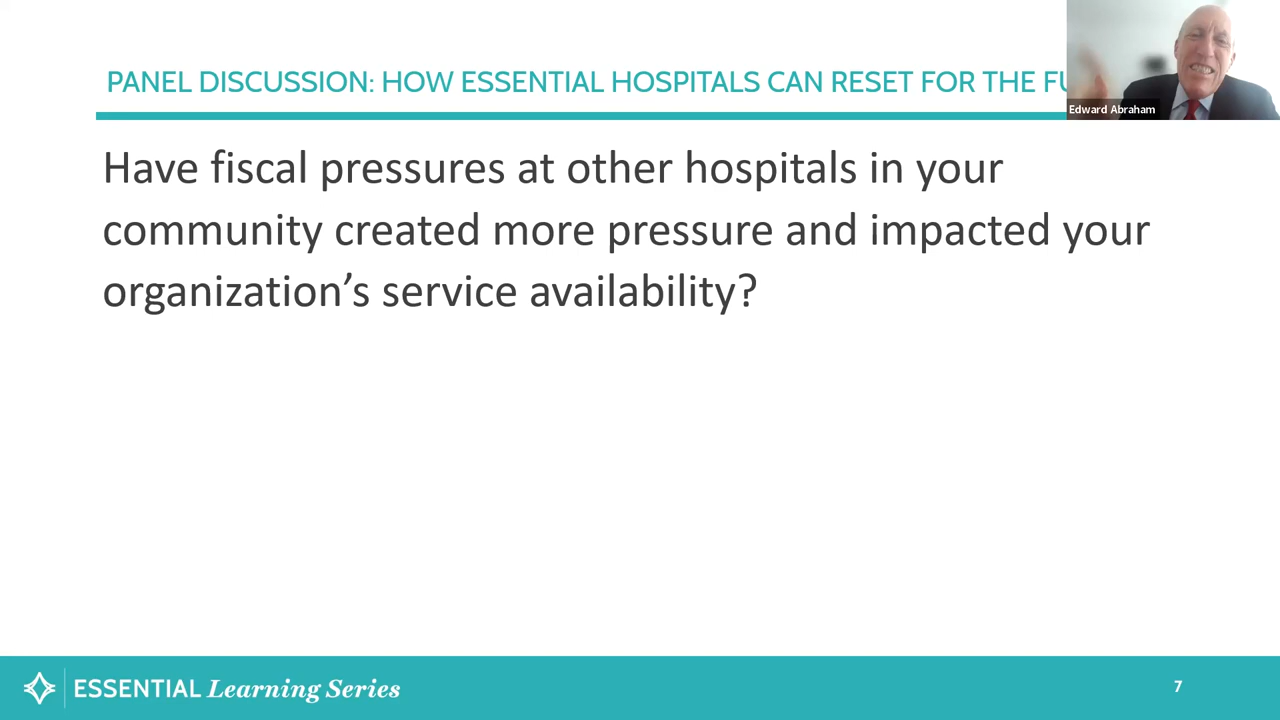 PANEL DISCUSSION: HOW ESSENTIAL HOSPITALS CAN RESET FOR THE FU
Edward Abraham
Have fiscal pressures at other hospitals in your
community created more pressure and impacted your
organization’s service availability?
ESSENTIAL Learning Series
7